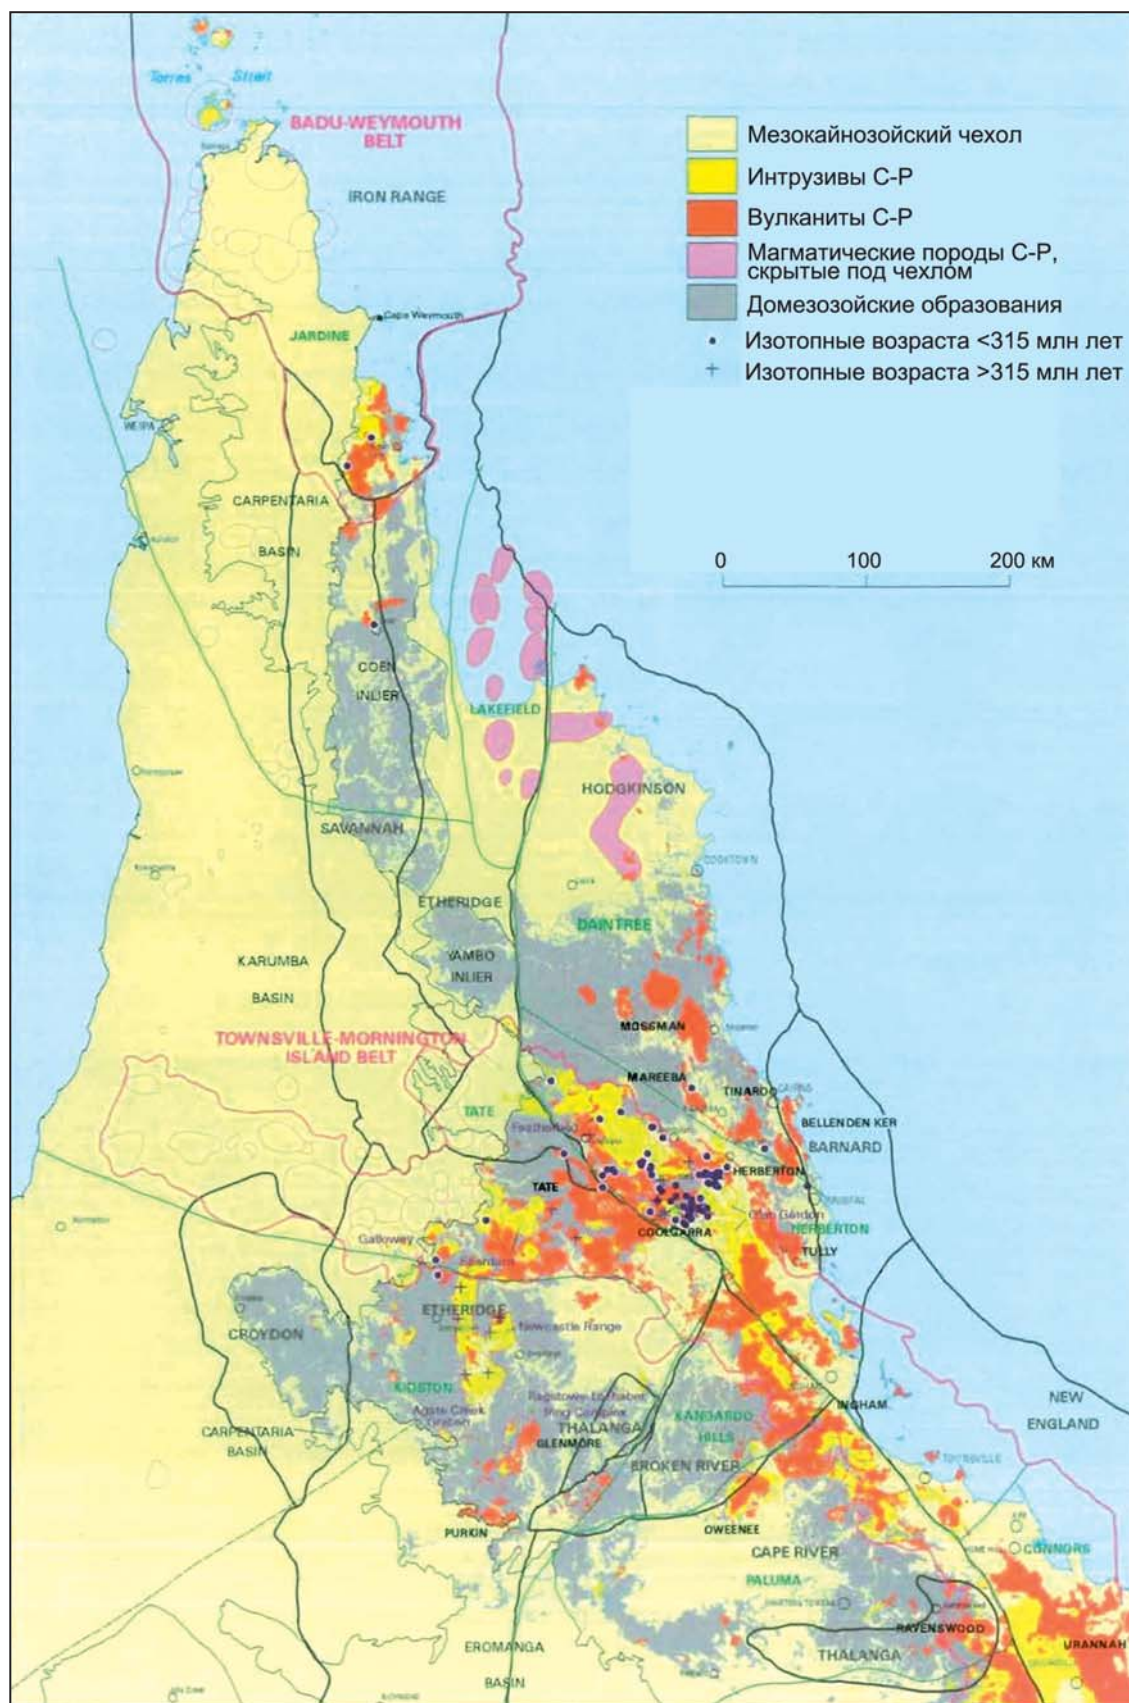 Torres Strait
BADU-WEYMOUTH
BELT
IRON RANGE
Мезокайнозойский чехол
Интрузивы С-Р
Вулканиты С-Р
Магматические породы С-Р,
скрытые под чехлом
Домезозойские образования
Изотопные возраста <315 млн лет
Изотопные возраста >315 млн лет
Cape Weymouth
JARDINE
WEIPA
CARPENTARIA
BASIN
0 100 200 км
COEN
INLIER
LAKEFIELD
HODGKINSON
SAVANNAH
COOKTOWN
ETHERIDGE
DAINTREE
YAMBO
INLIER
KARUMBA
BASIN
MOSSMAN
TOWNSVILLE-MORNINGTON
ISLAND BELT
MAREEBA
TINAROO
CAIRNS
TATE
BELLENDEN KER
BARNARD
HERBERTON
TATE
COOLGARRA
HERBERTON
TULLY
Galloway
ETHERIDGE
Newcastle Range
CROYDON
KIDSTON
Agate Creek
THALANGA
GLENMORE
KANGAROO
HILLS
INGHAM
NEW
ENGLAND
CARPENTARIA
BASIN
BROKEN RIVER
TOWNSVILLE
PURKIN
OWEENEE
CAPE RIVER
CONNORS
PALUMA
RAVENSWOOD
EROMANGA
BASIN
THALANGA
URANNAH